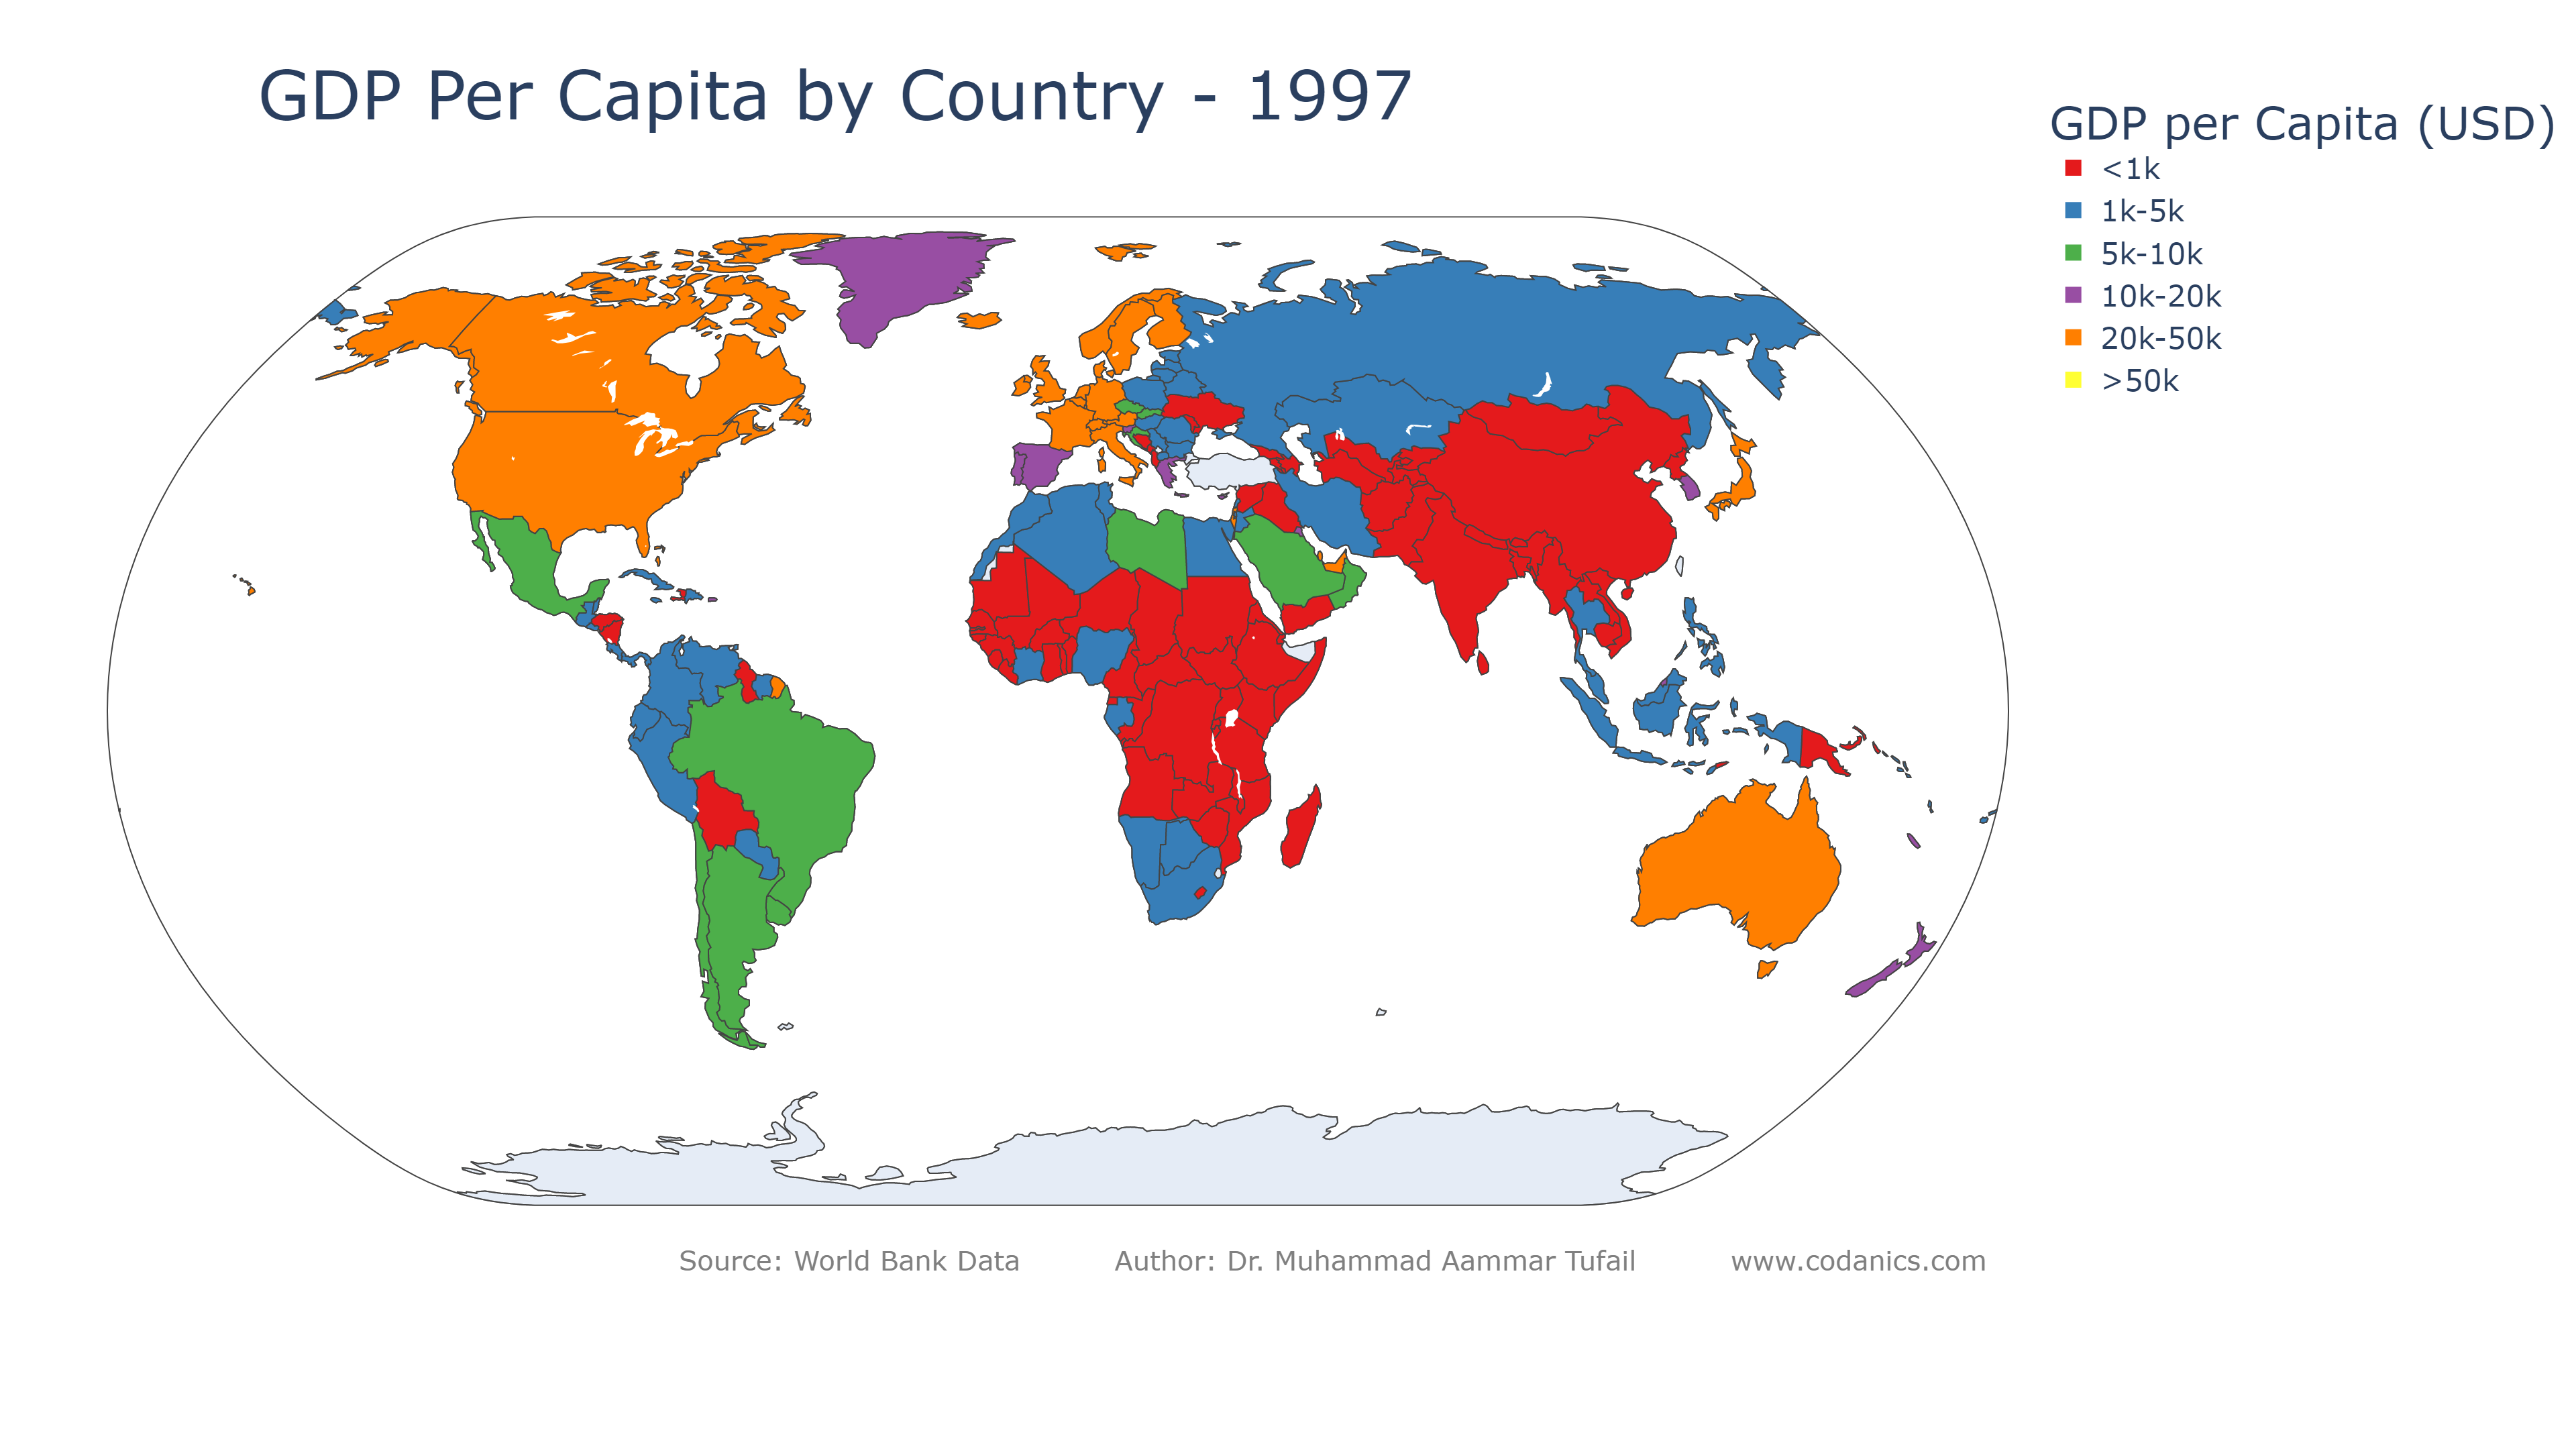 GDP Per Capita by Country - 1997
GDP per Capita (USD)
<1k
1k-5k
5k-10k
10k-20k
20k-50k
>50k
Source: World Bank Data Author: Dr. Muhammad Aammar Tufail www.codanics.com